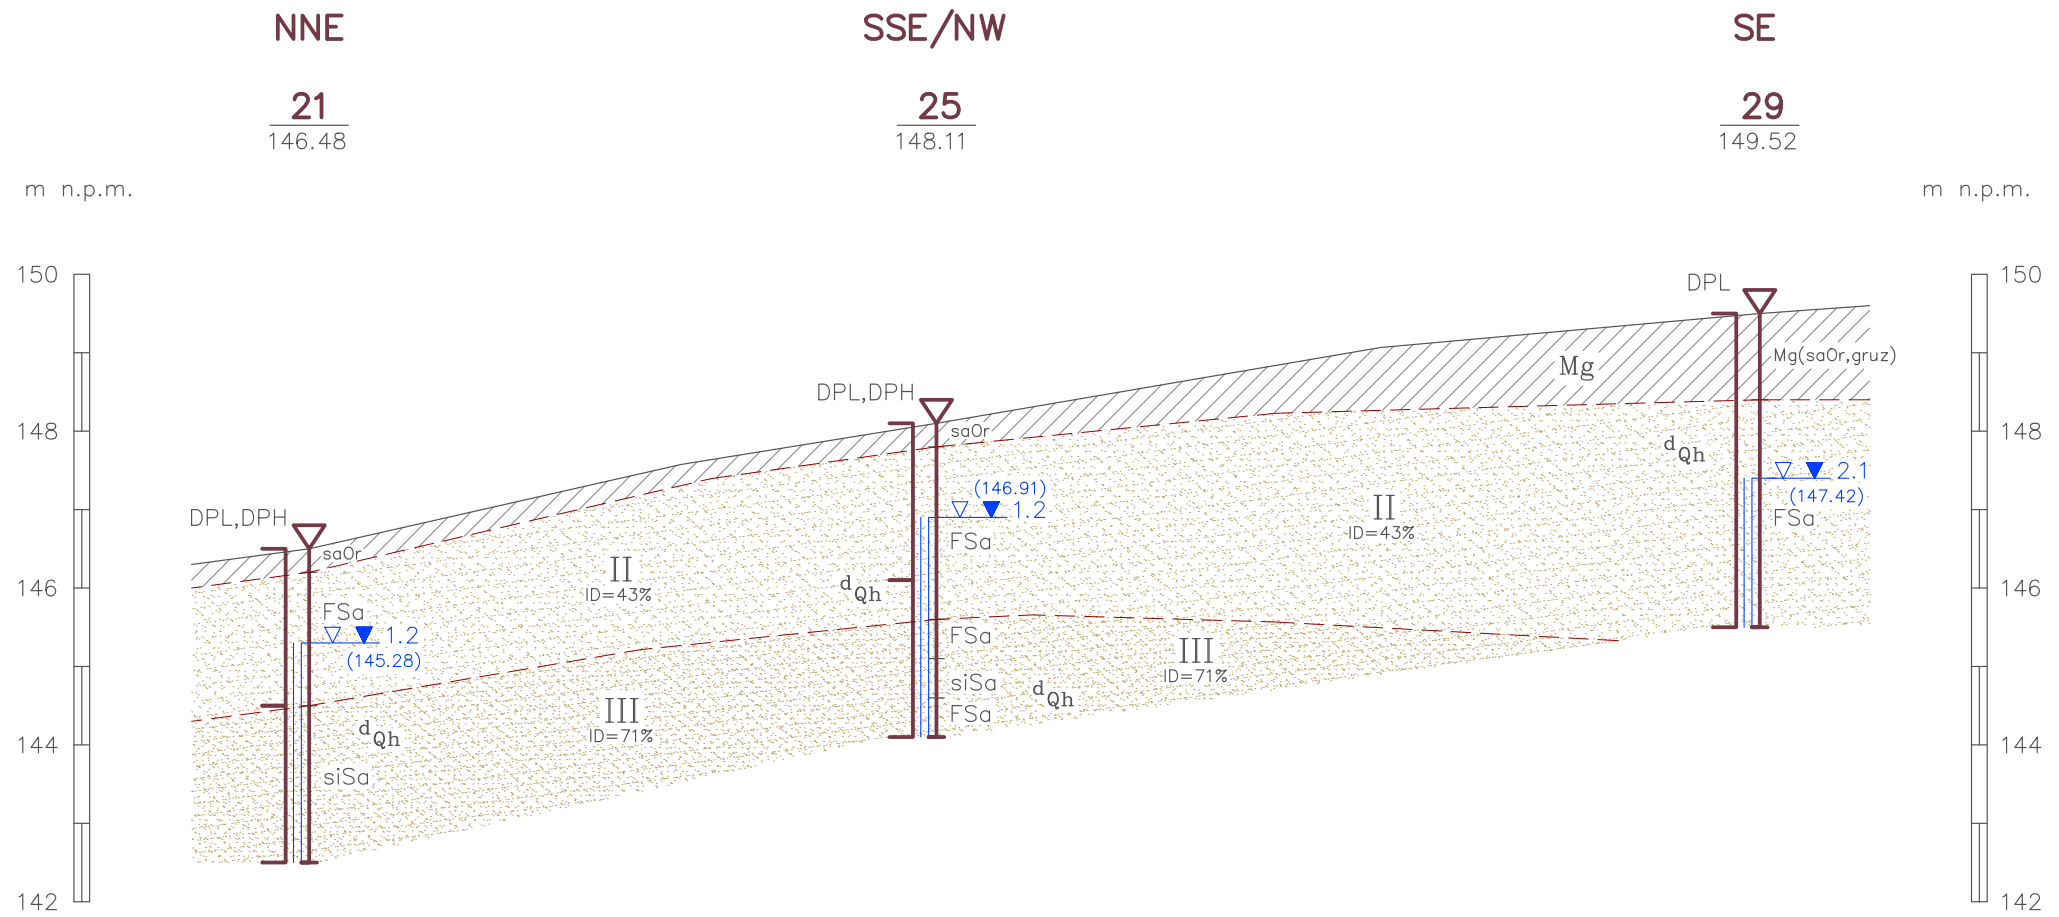 NNE SSE/NW SE
21 25 29
146.48 148.11 149.52
m n.p.m. m n.p.m.
150 150
DPL
Mg(saOr,gruz)
Mg
DPL,DPH
148 148
saOr
dQh
2.1
(146.91)
(147.42)
1.2
II
FSa
DPL,DPH
ID=43%
FSa
saOr
II
146 146
dQh
ID=43%
FSa
1.2
FSa
III
(145.28)
ID=71%
siSa
dQh
III
FSa
dQh
ID=71%
144 144
siSa
142 142